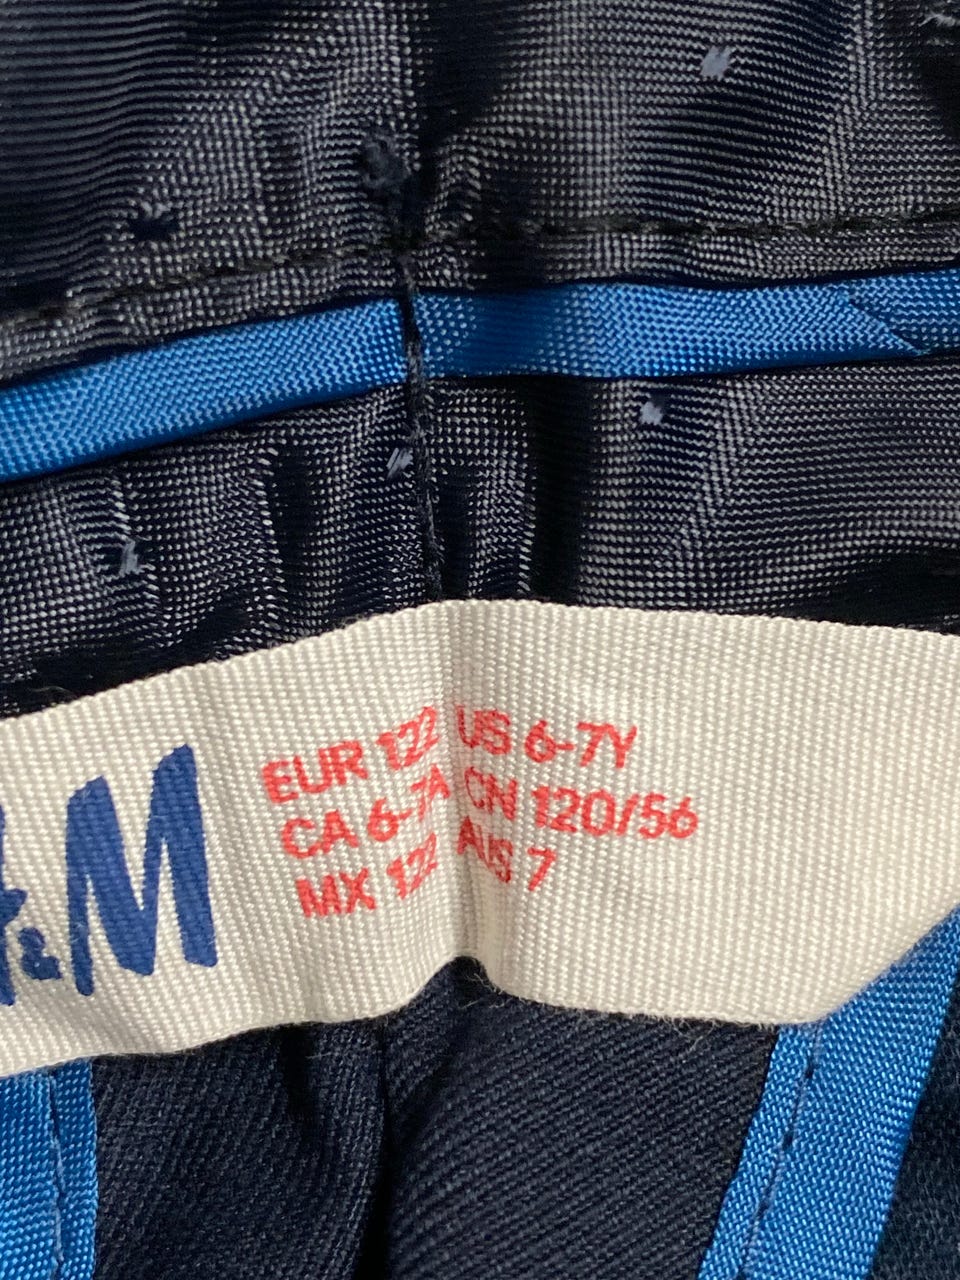 H&M
EUR 122 US 6-7Y
CA 6-7A CN 120/56
MX 122 AUS 7